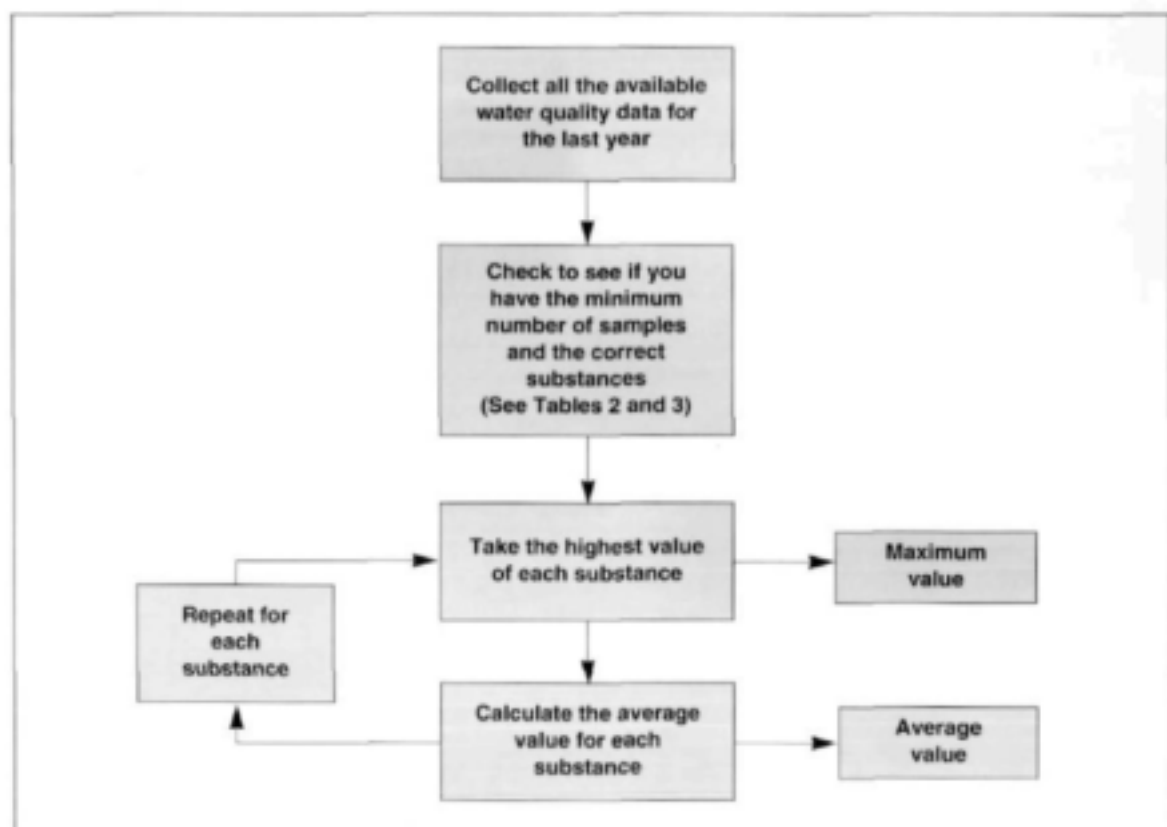 Collect all the available
water quality data for
the last year
Check to see if you
have the minimum
number of samples
and the correct
substances
(See Tables 2 and 3)
Take the highest value
of each substance
Maximum
value
Repeat for
each
substance
Calculate the average
value for each
substance
Average
value